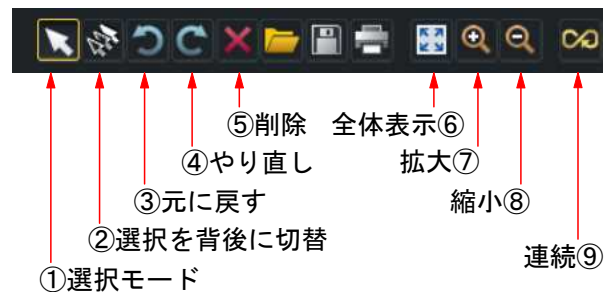 ⑤削除 全体表示⑥
④やり直し 拡大⑦
③元に戻す 縮小⑧
②選択を背後に切替
連続⑨
①選択モード